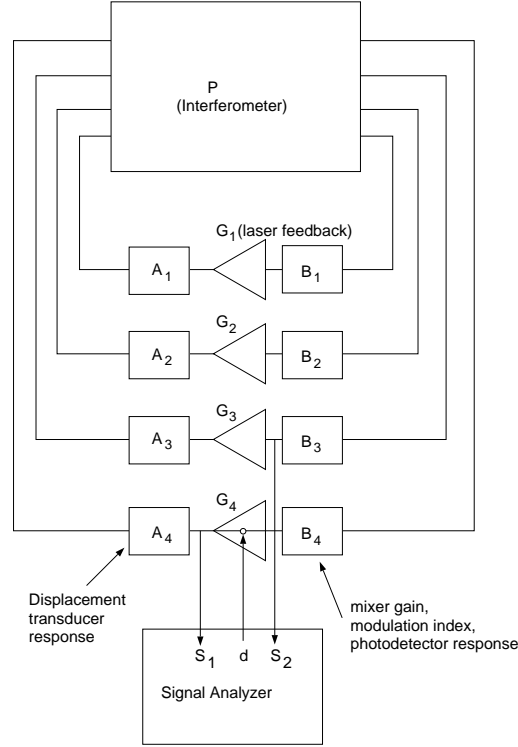 P
(Interferometer)
G1 (laser feedback)
A1
B1
G2
A2
B2
G3
A3
B3
G4
A4
B4
Displacement
transducer
response
mixer gain,
modulation index,
photodetector response
S1
d
S2
Signal Analyzer